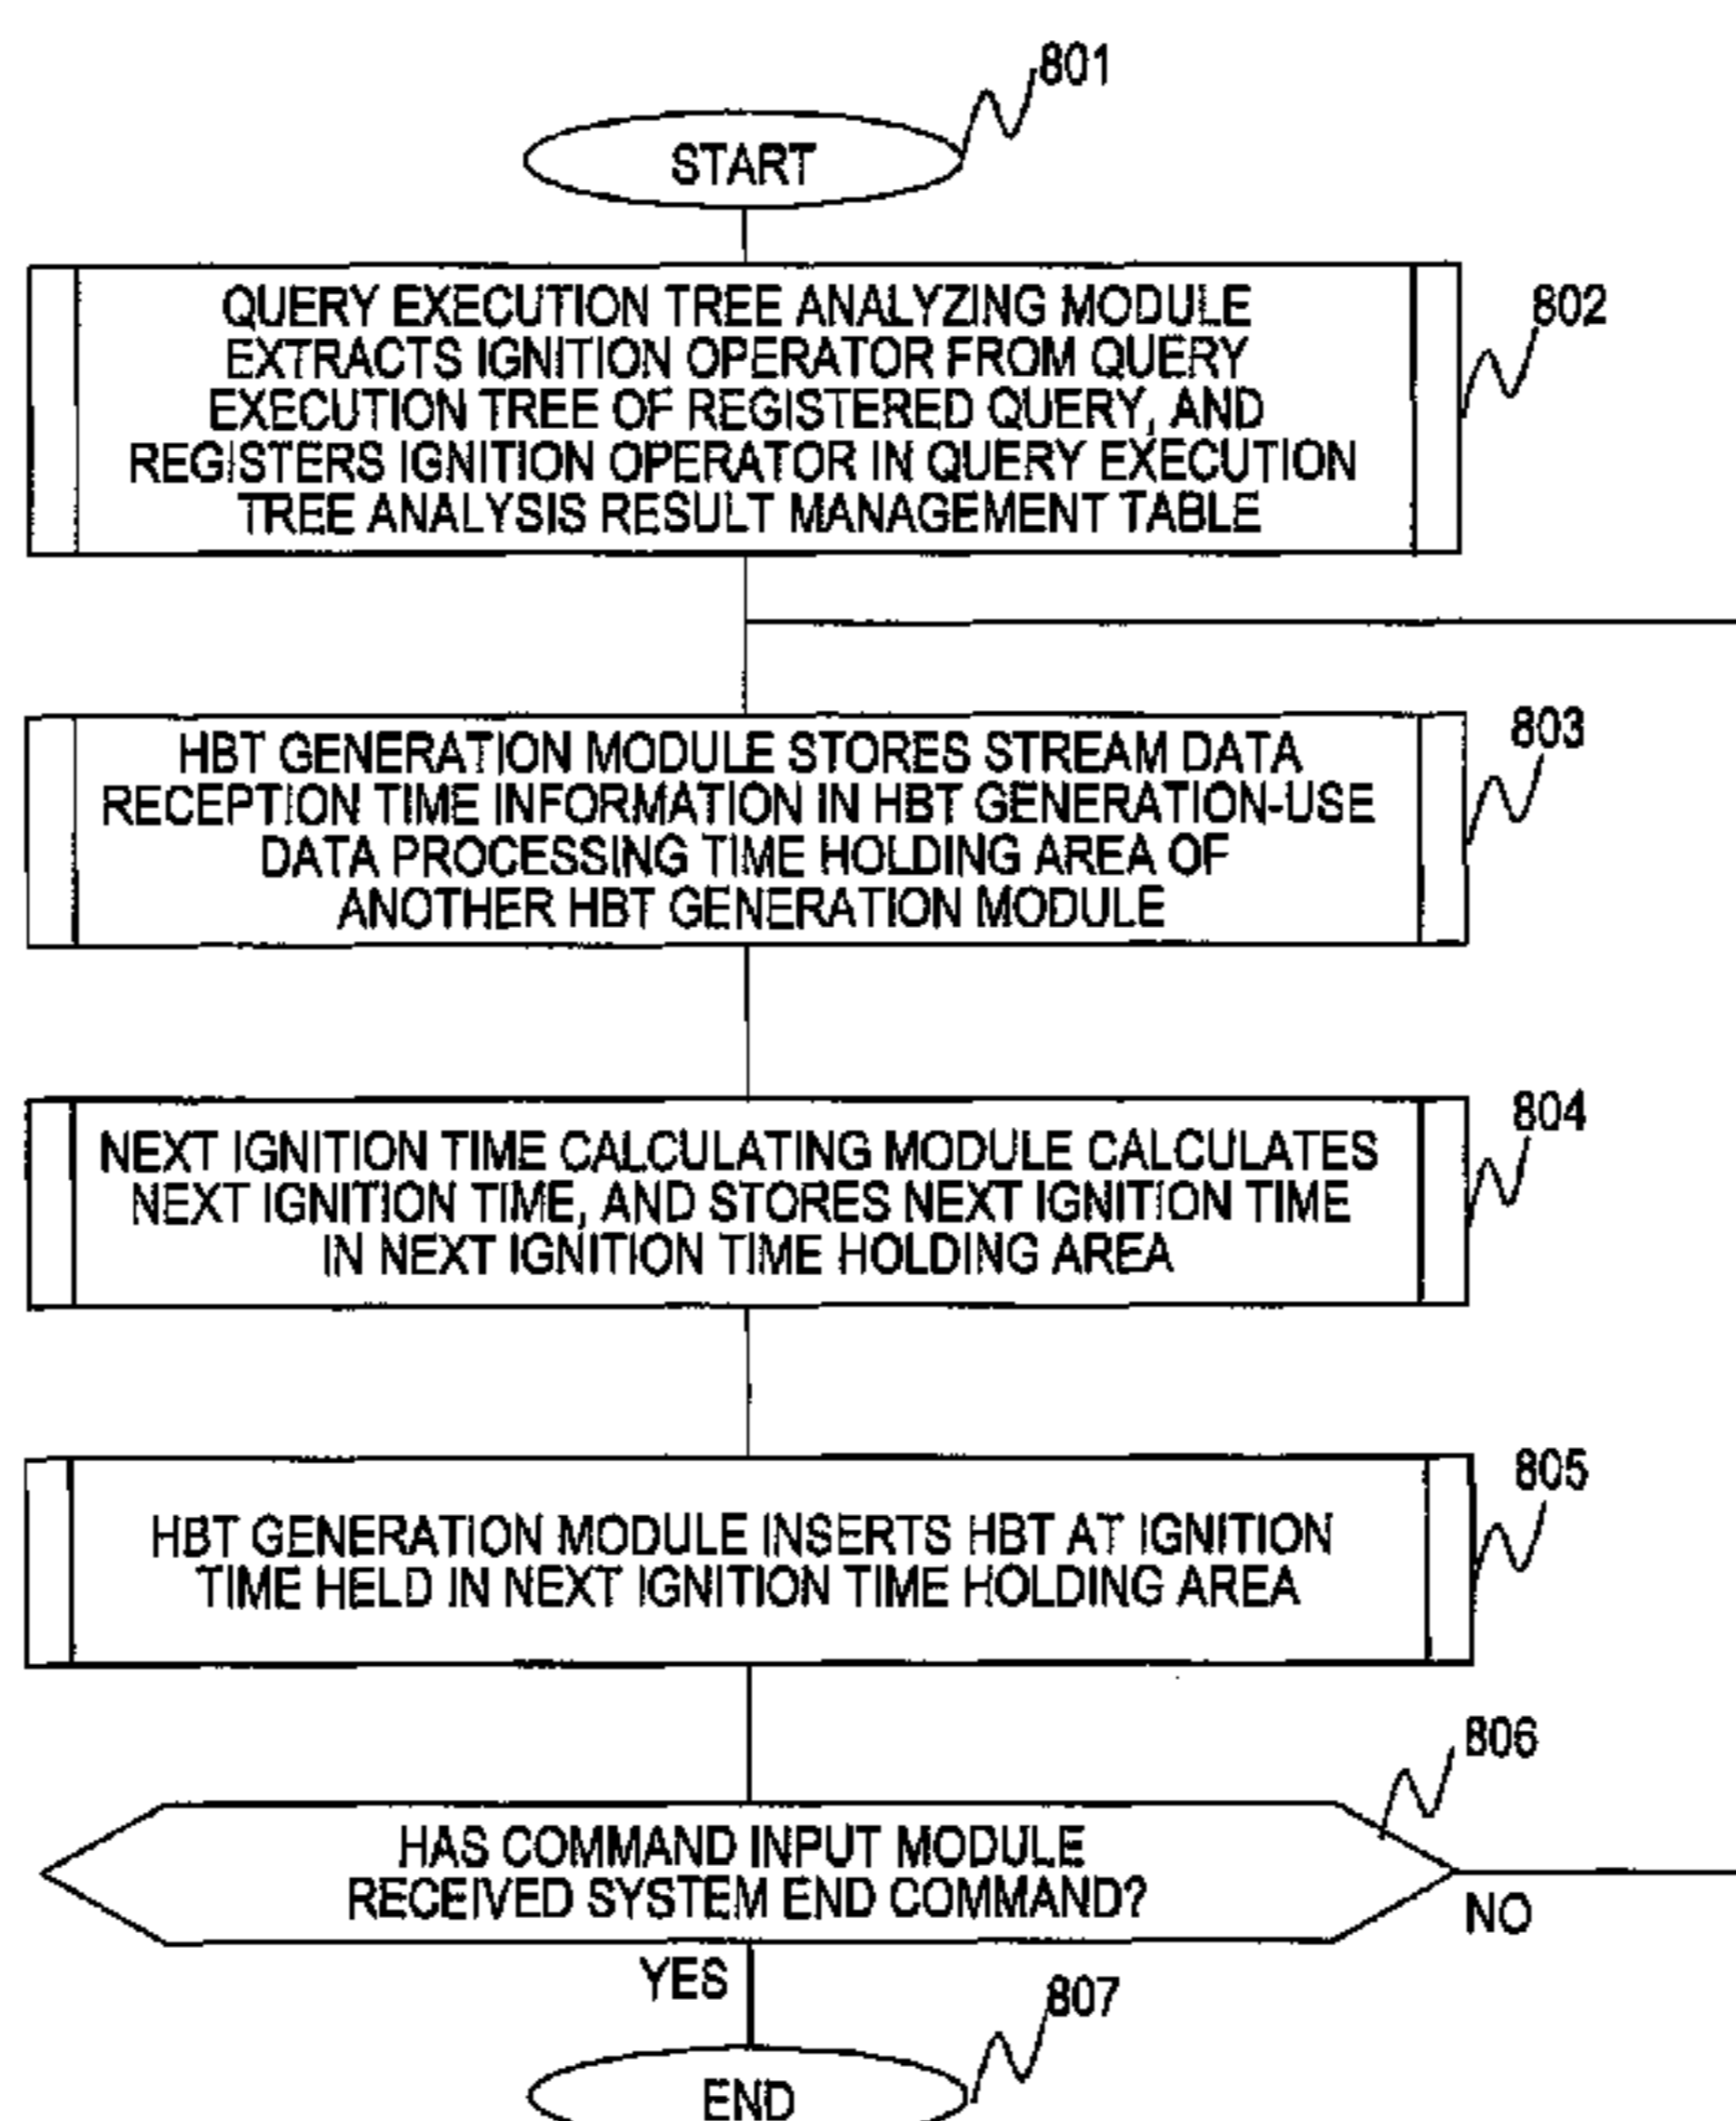 801
START
QUERY EXECUTION TREE ANALYZING MODULE
EXTRACTS IGNITION OPERATOR FROM QUERY
EXECUTION TREE OF REGISTERED QUERY, AND
REGISTERS IGNITION OPERATOR IN QUERY EXECUTION
TREE ANALYSIS RESULT MANAGEMENT TABLE
802
HBT GENERATION MODULE STORES STREAM DATA
RECEPTION TIME INFORMATION IN HBT GENERATION-USE
DATA PROCESSING TIME HOLDING AREA OF
ANOTHER HBT GENERATION MODULE
803
NEXT IGNITION TIME CALCULATING MODULE CALCULATES
NEXT IGNITION TIME, AND STORES NEXT IGNITION TIME
IN NEXT IGNITION TIME HOLDING AREA
804
HBT GENERATION MODULE INSERTS HBT AT IGNITION
TIME HELD IN NEXT IGNITION TIME HOLDING AREA
805
806
HAS COMMAND INPUT MODULE
RECEIVED SYSTEM END COMMAND?
NO
YES
807
END